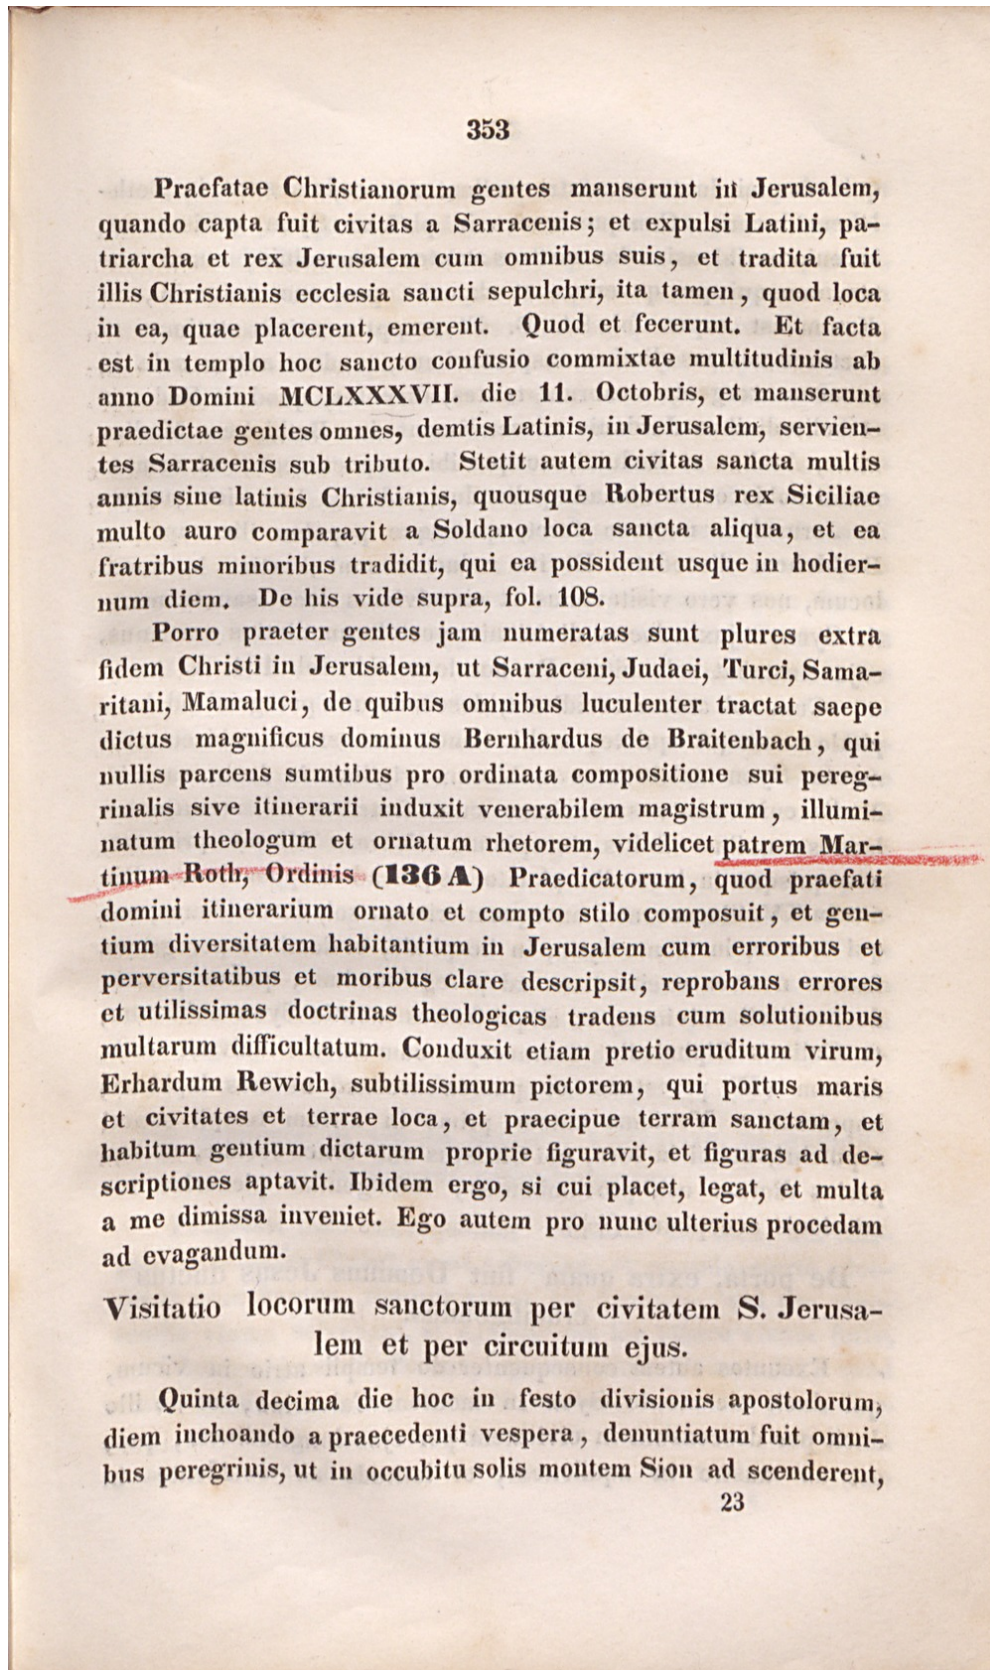 353
Praefatae Christianorum gentes manserunt in Jerusalem,
quando capta fuit civitas a Sarracenis; et expulsi Latini, pa-
triarcha et rex Jerusalem cum omnibus suis, et tradita fuit
illis Christianis ecclesia sancti sepulchri, ita tamen, quod loca
in ea, quae placerent, emerent. Quod et fecerunt. Et facta
est in templo hoc sancto confusio commixtae multitudinis ab
anno Domini MCLXXXVII. die 11. Octobris, et manserunt
praedictae gentes omnes, demtis Latinis, in Jerusalem, servien-
tes Sarracenis sub tributo. Stetit autem civitas sancta multis
annis sine latinis Christianis, quousque Robertus rex Siciliae
multo auro comparavit a Soldano loca sancta aliqua, et ea
fratribus minoribus tradidit, qui ea possident usque in hodier-
num diem. De his vide supra, fol. 108.
Porro praeter gentes jam numeratas sunt plures extra
fidem Christi in Jerusalem, ut Sarraceni, Judaei, Turci, Sama-
ritani, Mamaluci, de quibus omnibus luculenter tractat saepe
dictus magnificus dominus Bernhardus de Braitenbach, qui
nullis parcens sumtibus pro ordinata compositione sui pereg-
rinalis sive itinerarii induxit venerabilem magistrum, illumi-
natum theologum et ornatum rhetorem, videlicet patrem Mar-
tinum Roth, Ordinis (136 A) Praedicatorum, quod praefati
domini itinerarium ornato et compto stilo composuit, et gen-
tium diversitatem habitantium in Jerusalem cum erroribus et
perversitatibus et moribus clare descripsit, reprobans errores
et utilissimas doctrinas theologicas tradens cum solutionibus
multarum difficultatum. Conduxit etiam pretio eruditum virum,
Erhardum Rewich, subtilissimum pictorem, qui portus maris
et civitates et terrae loca, et praecipue terram sanctam, et
habitum gentium dictarum proprie figuravit, et figuras ad de-
scriptiones aptavit. Ibidem ergo, si cui placet, legat, et multa
a me dimissa inveniet. Ego autem pro nunc ulterius procedam
ad evagandum.
Visitatio locorum sanctorum per civitatem S. Jerusa-
lem et per circuitum ejus.
Quinta decima die hoc in festo divisionis apostolorum,
diem inchoando a praecedenti vespera, denuntiatum fuit omni-
bus peregrinis, ut in occubitu solis montem Sion ad scenderent,
23